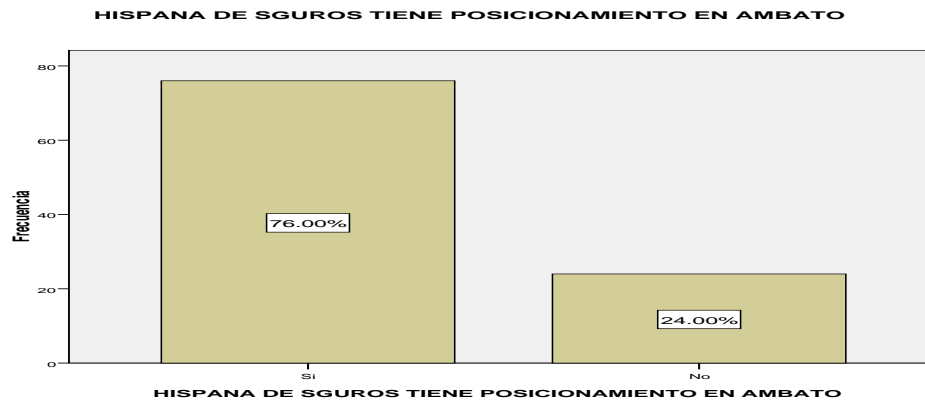 HISPANA DE SGUROS TIENE POSICIONAMIENTO EN AMBATO
80
60
40
20
0
Frecuencia
76.00%
24.00%
Si
No
HISPANA DE SGUROS TIENE POSICIONAMIENTO EN AMBATO